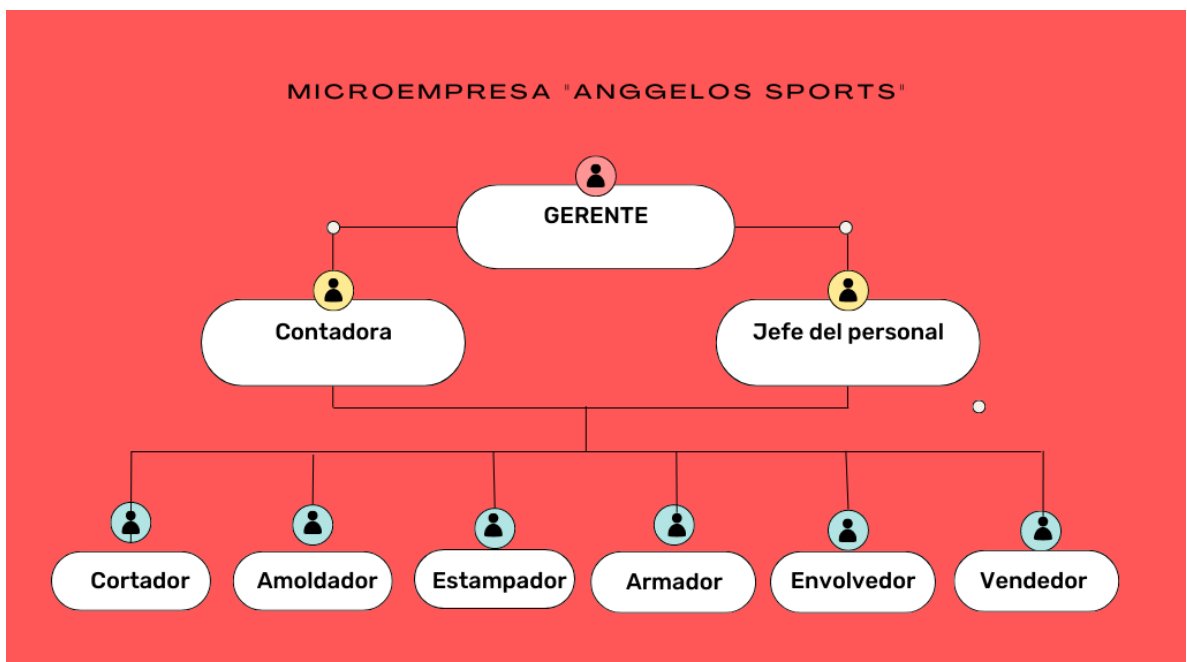 MICROEMPRESA "ANGGELOS SPORTS"
GERENTE
Contadora
Jefe del personal
Cortador
Amoldador
Estampador
Armador
Envolvedor
Vendedor